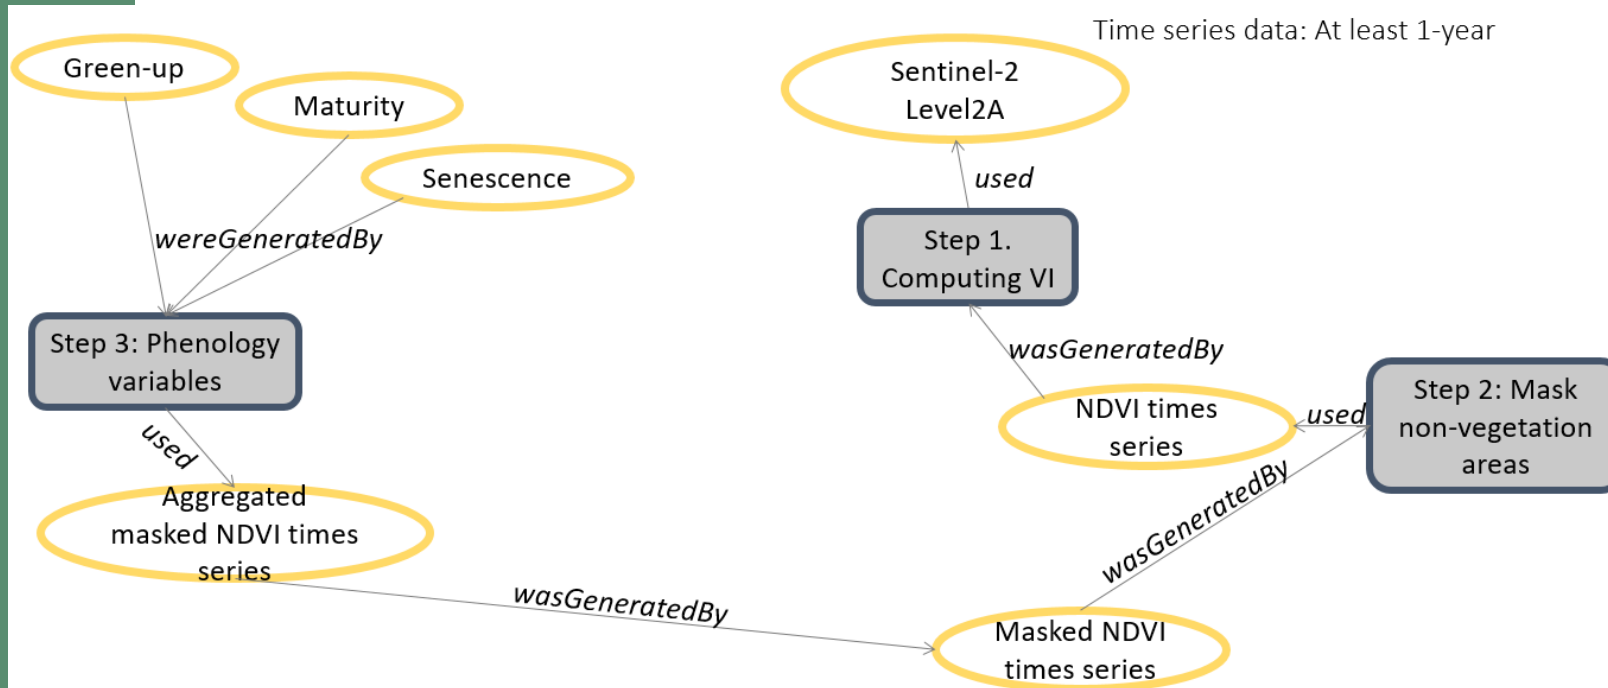 Time series data: At least 1-year
Green-up
Maturity
Senescence
wereGeneratedBy
Step 3: Phenology
variables
used
Aggregated
masked NDVI times
series
wasGeneratedBy
Sentinel-2
Level2A
used
Step 1.
Computing VI
wasGeneratedBy
NDVI times
series
used
Step 2: Mask
non-vegetation
areas
wasGeneratedBy
Masked NDVI
times series